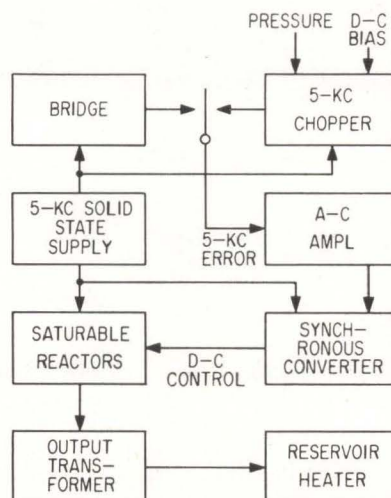 PRESSURE
D-C
BIAS
BRIDGE
5-KC
CHOPPER
5-KC SOLID
STATE
SUPPLY
5-KC
ERROR
A-C
AMPL
SATURABLE
REACTORS
D-C
CONTROL
SYNCH-
RONOUS
CONVERTER
OUTPUT
TRANS-
FORMER
RESERVOIR
HEATER